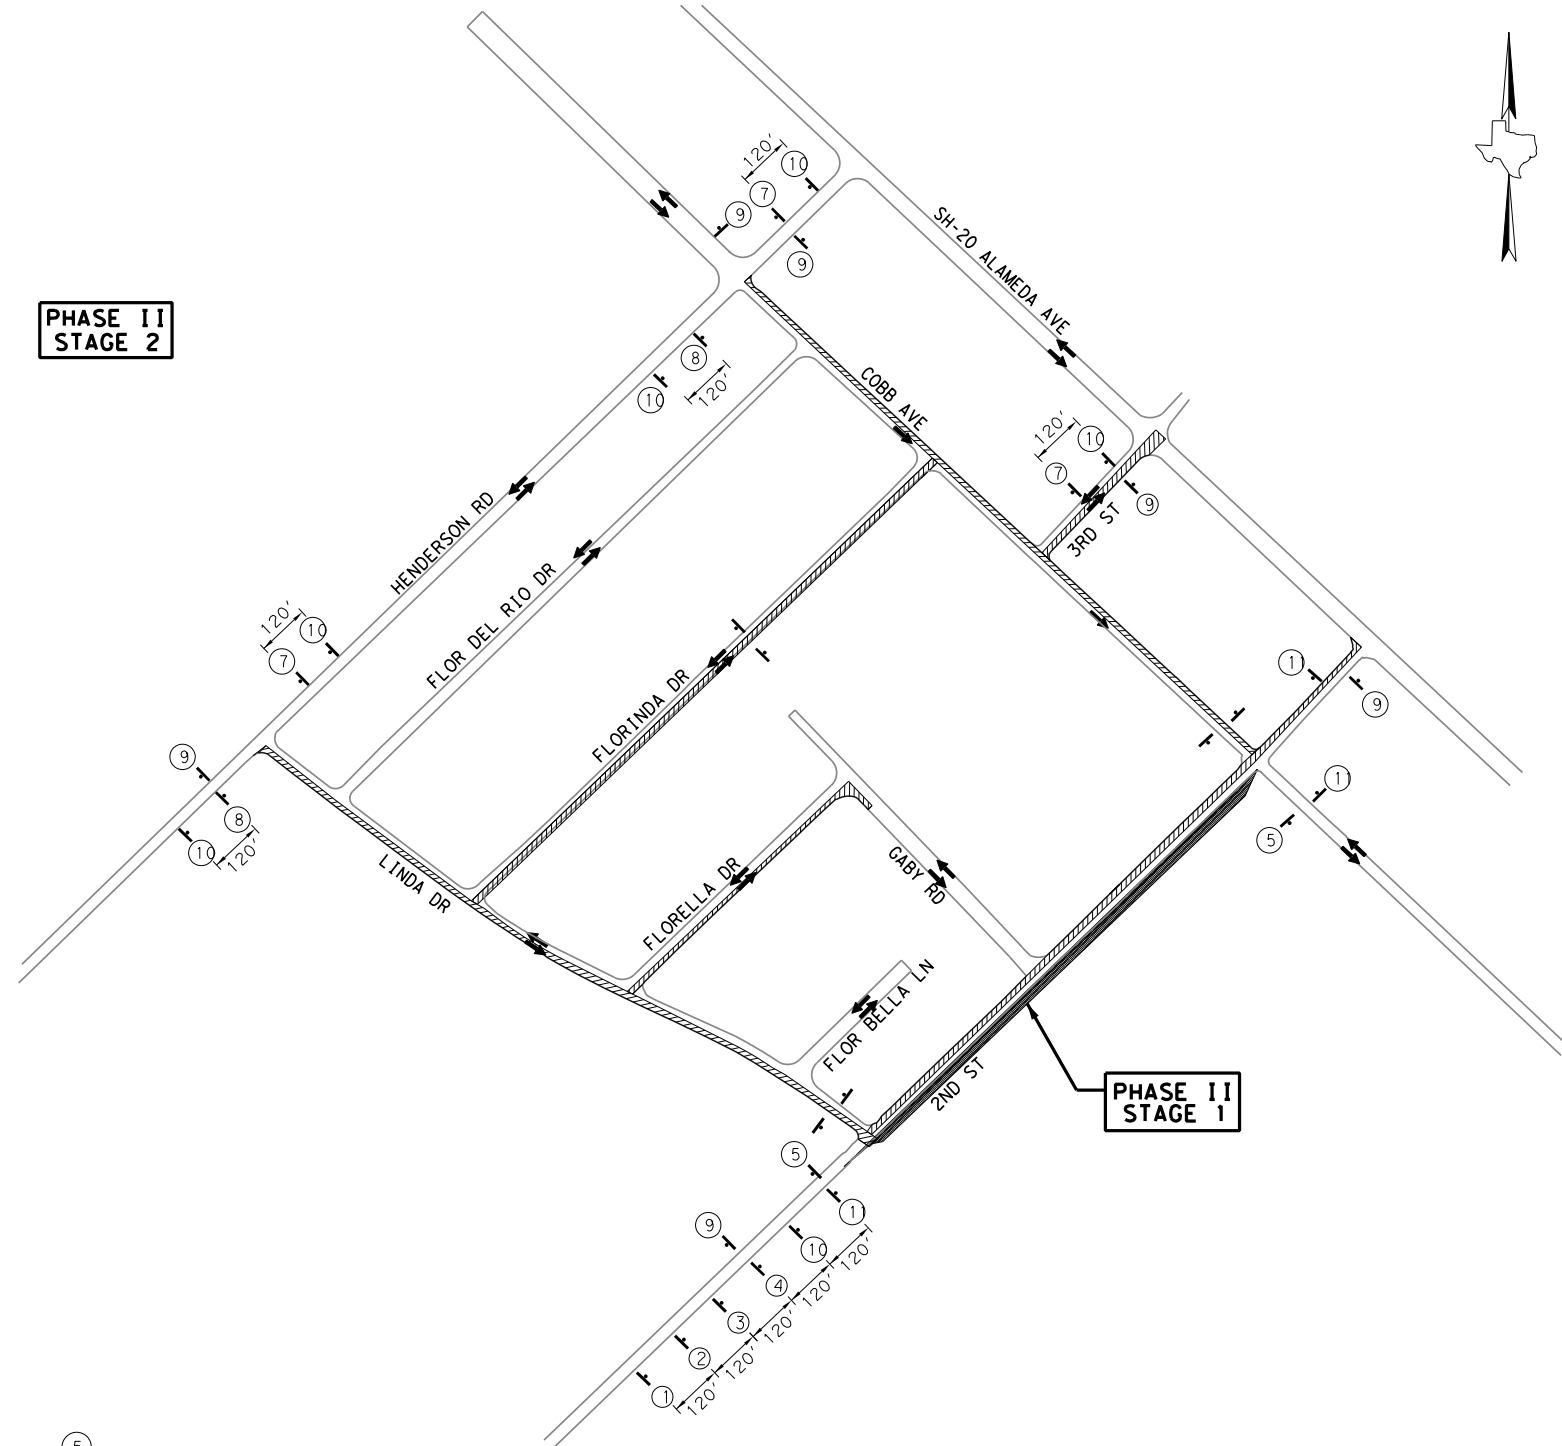 120'
10
7
9
9
SH-20 ALAMEDA AVE
PHASE II
STAGE 2
8
10
120'
COBB AVE
120'
10
7
9
3RD ST
HENDERSON RD
FLOR DEL RIO DR
120'
10
7
FLORINDA DR
11
9
9
8
10
120'
11
5
LINDA DR
FLORELLA DR
GABY RD
FLOR BELLA LN
2ND ST
PHASE II
STAGE 1
5
11
9
10
120'
4
120'
3
120'
2
120'
1
120'
5